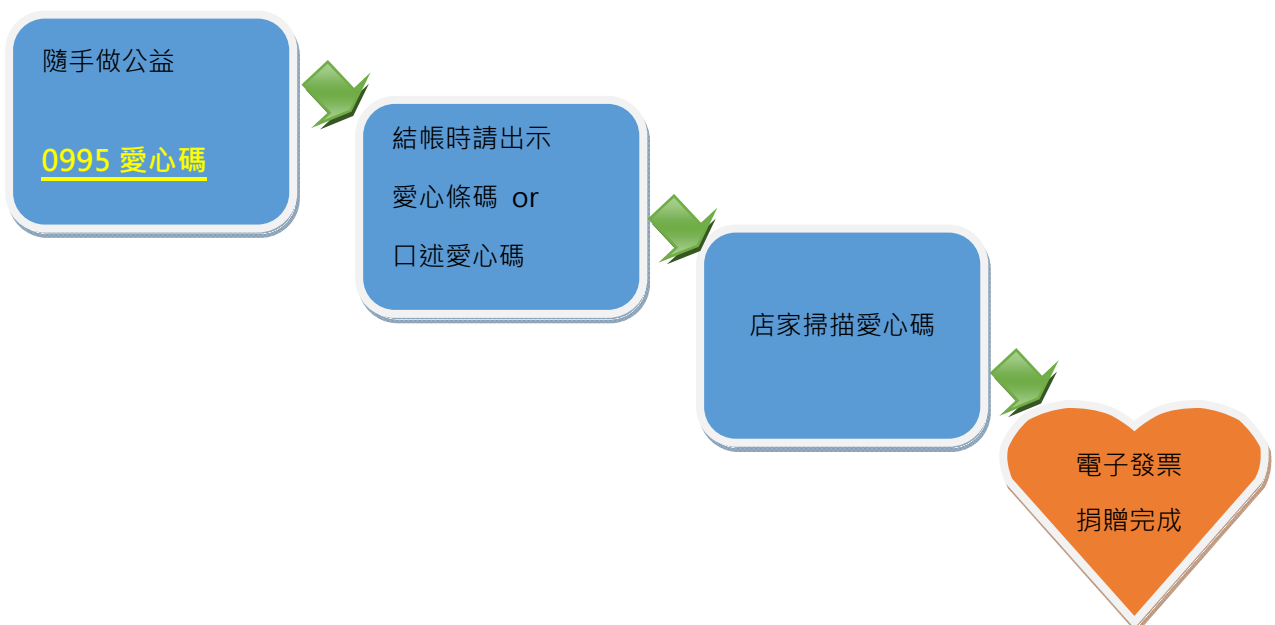 隨手做公益
0995 愛心碼
結帳時請出示
愛心條碼 or
口述愛心碼
店家掃描愛心碼
電子發票
捐贈完成